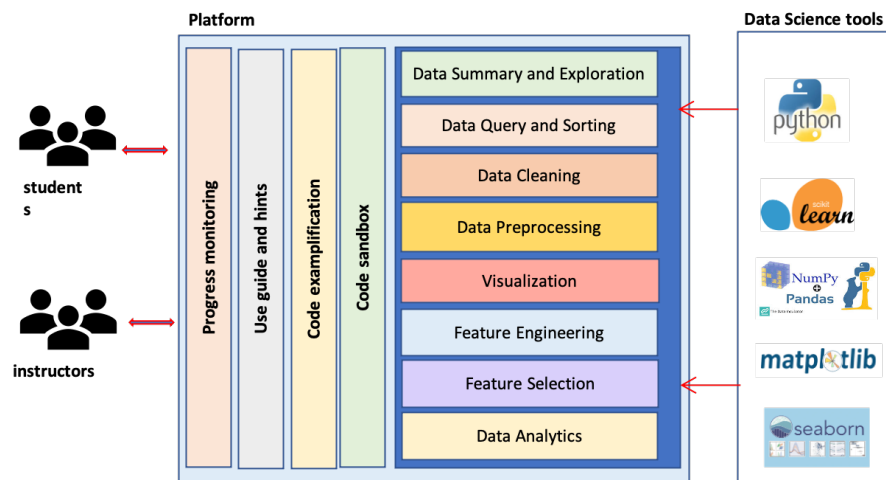 Platform
Data Science tools
students
instructors
Progress monitoring
Use guide and hints
Code examplification
Code sandbox
Data Summary and Exploration
Data Query and Sorting
Data Cleaning
Data Preprocessing
Visualization
Feature Engineering
Feature Selection
Data Analytics
python
scikit
learn
NumPy
+
Pandas
matplotlib
seaborn